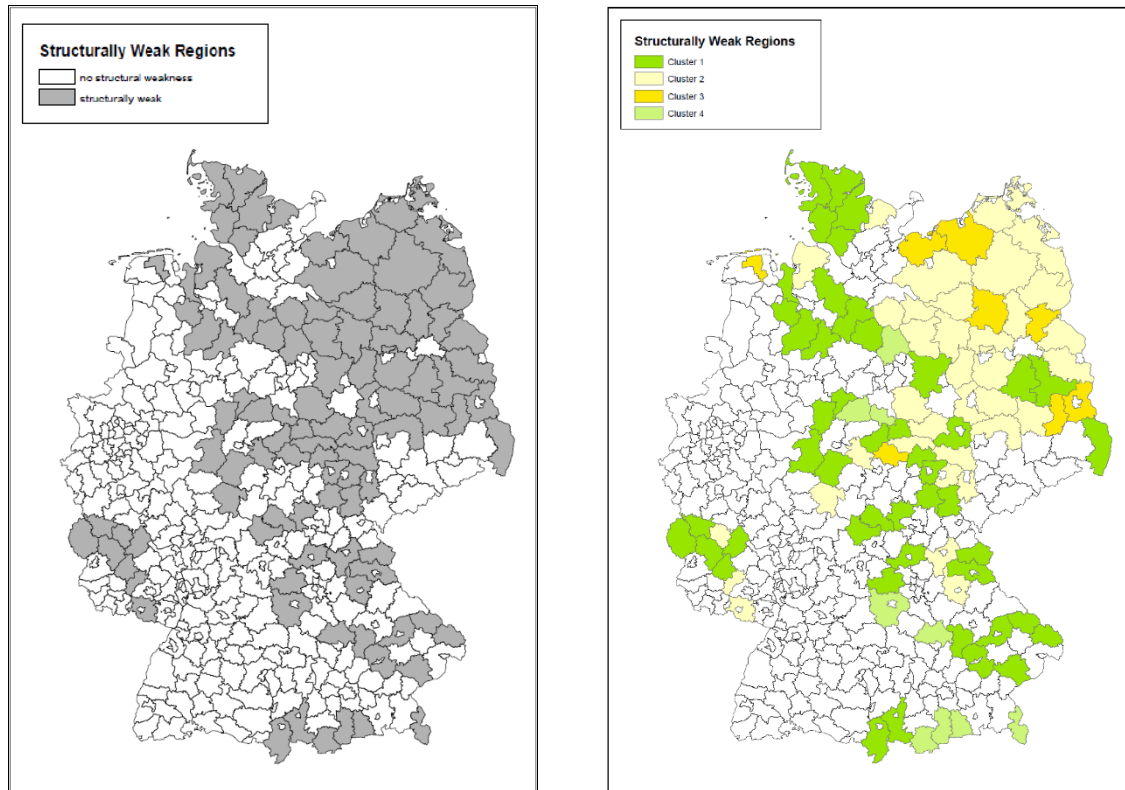 Structurally Weak Regions
no structural weakness
structurally weak
Structurally Weak Regions
Cluster 1
Cluster 2
Cluster 3
Cluster 4